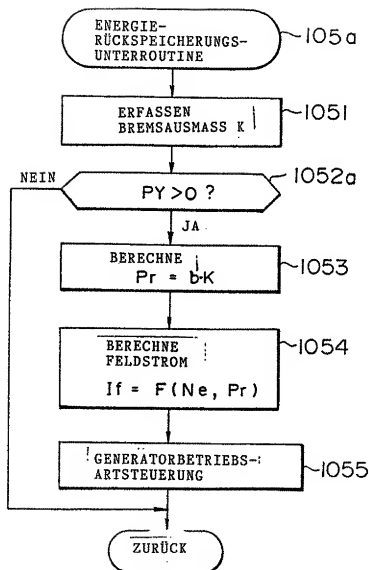 ENERGIE-
RÜCKSPEICHERUNGS-
UNTERROUTINE
105a
ERFASSEN
BREMSAUSMASS K
1051
NEIN
PY>0 ?
1052a
JA
BERECHNE
Pr = b·K
1053
BERECHNE
FELDSTROM
If = F(Ne, Pr)
1054
GENERATORBETRIEBS-
ARTSTEUERUNG
1055
ZURÜCK